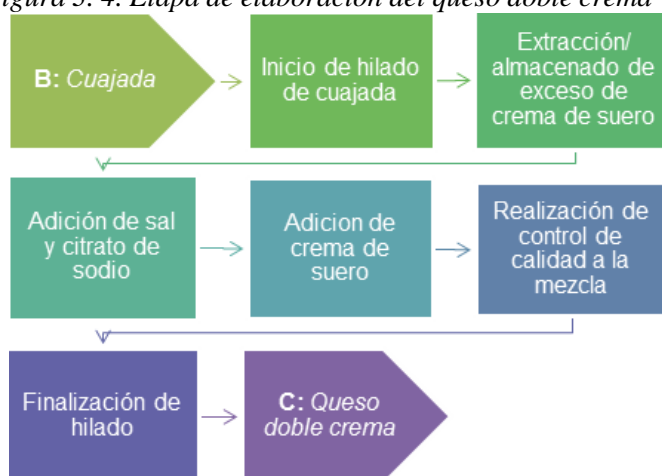 igura 3. 4. Etapa de elaboración del queso doble crema
B: Cuajada
Inicio de hilado
de cuajada
Extracción/
almacenado de
exceso de
crema de suero
Adición de sal
y citrato de
sodio
Adicion de
crema de
suero
Realización de
control de
calidad a la
mezcla
Finalización de
hilado
C: Queso
doble crema